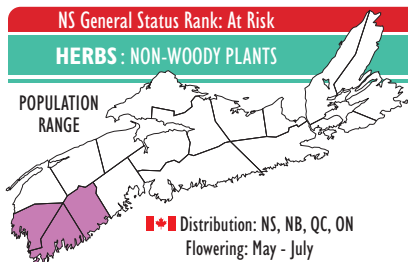 NS General Status Rank: At Risk
HERBS : NON-WOODY PLANTS
POPULATION
RANGE
Distribution: NS, NB, QC, ON
Flowering: May - July